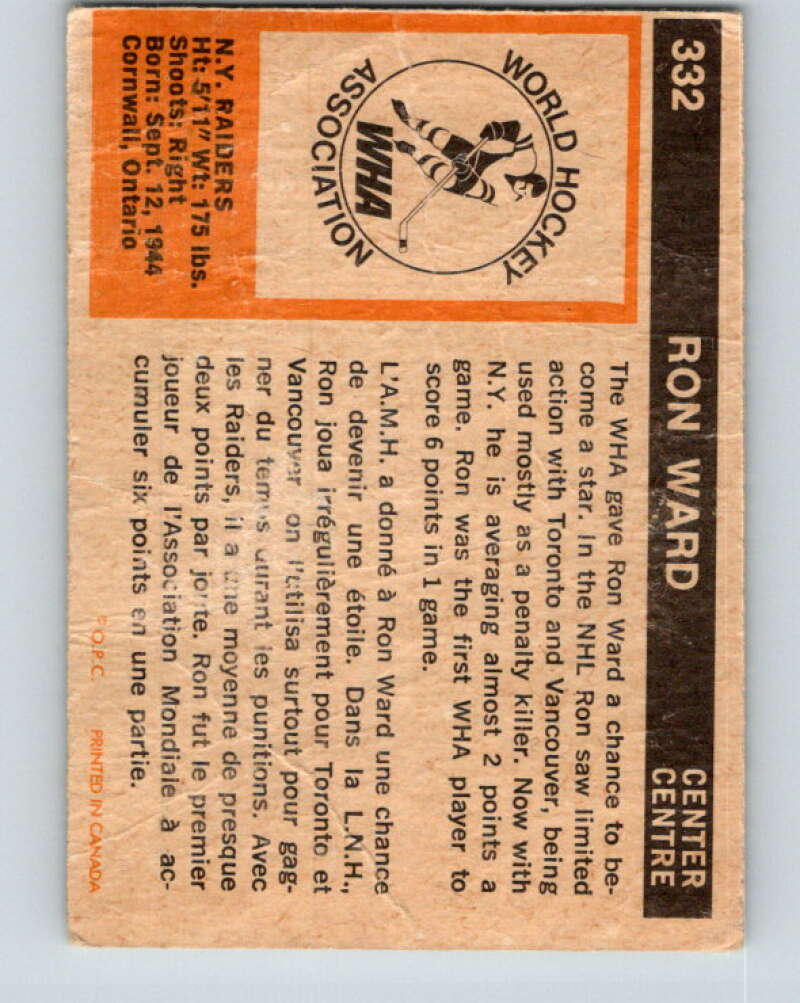 332 RON WARD CENTER
CENTRE
WORLD HOCKEY
ASSOCIATION
WHA
N.Y. RAIDERS
Ht: 5'11" Wt: 175 lbs.
Shoots: Right
Born: Sept. 12, 1944
Cornwall, Ontario
The WHA gave Ron Ward a chance to be-
come a star. In the NHL Ron saw limited
action with Toronto and Vancouver, being
used mostly as a penalty killer. Now with
N.Y. he is averaging almost 2 points a
game. Ron was the first WHA player to
score 6 points in 1 game.
L'A.M.H. a donné à Ron Ward une chance
de devenir une étoile. Dans la L.N.H.,
Ron joua irrégulièrement pour Toronto et
Vancouver on l'utilisa surtout pour gag-
ner du temps durant les punitions. Avec
les Raiders, il a une moyenne de presque
deux points par joute. Ron fut le premier
joueur de l'Association Mondiale à ac-
cumuler six points en une partie.
©O.P.C. PRINTED IN CANADA